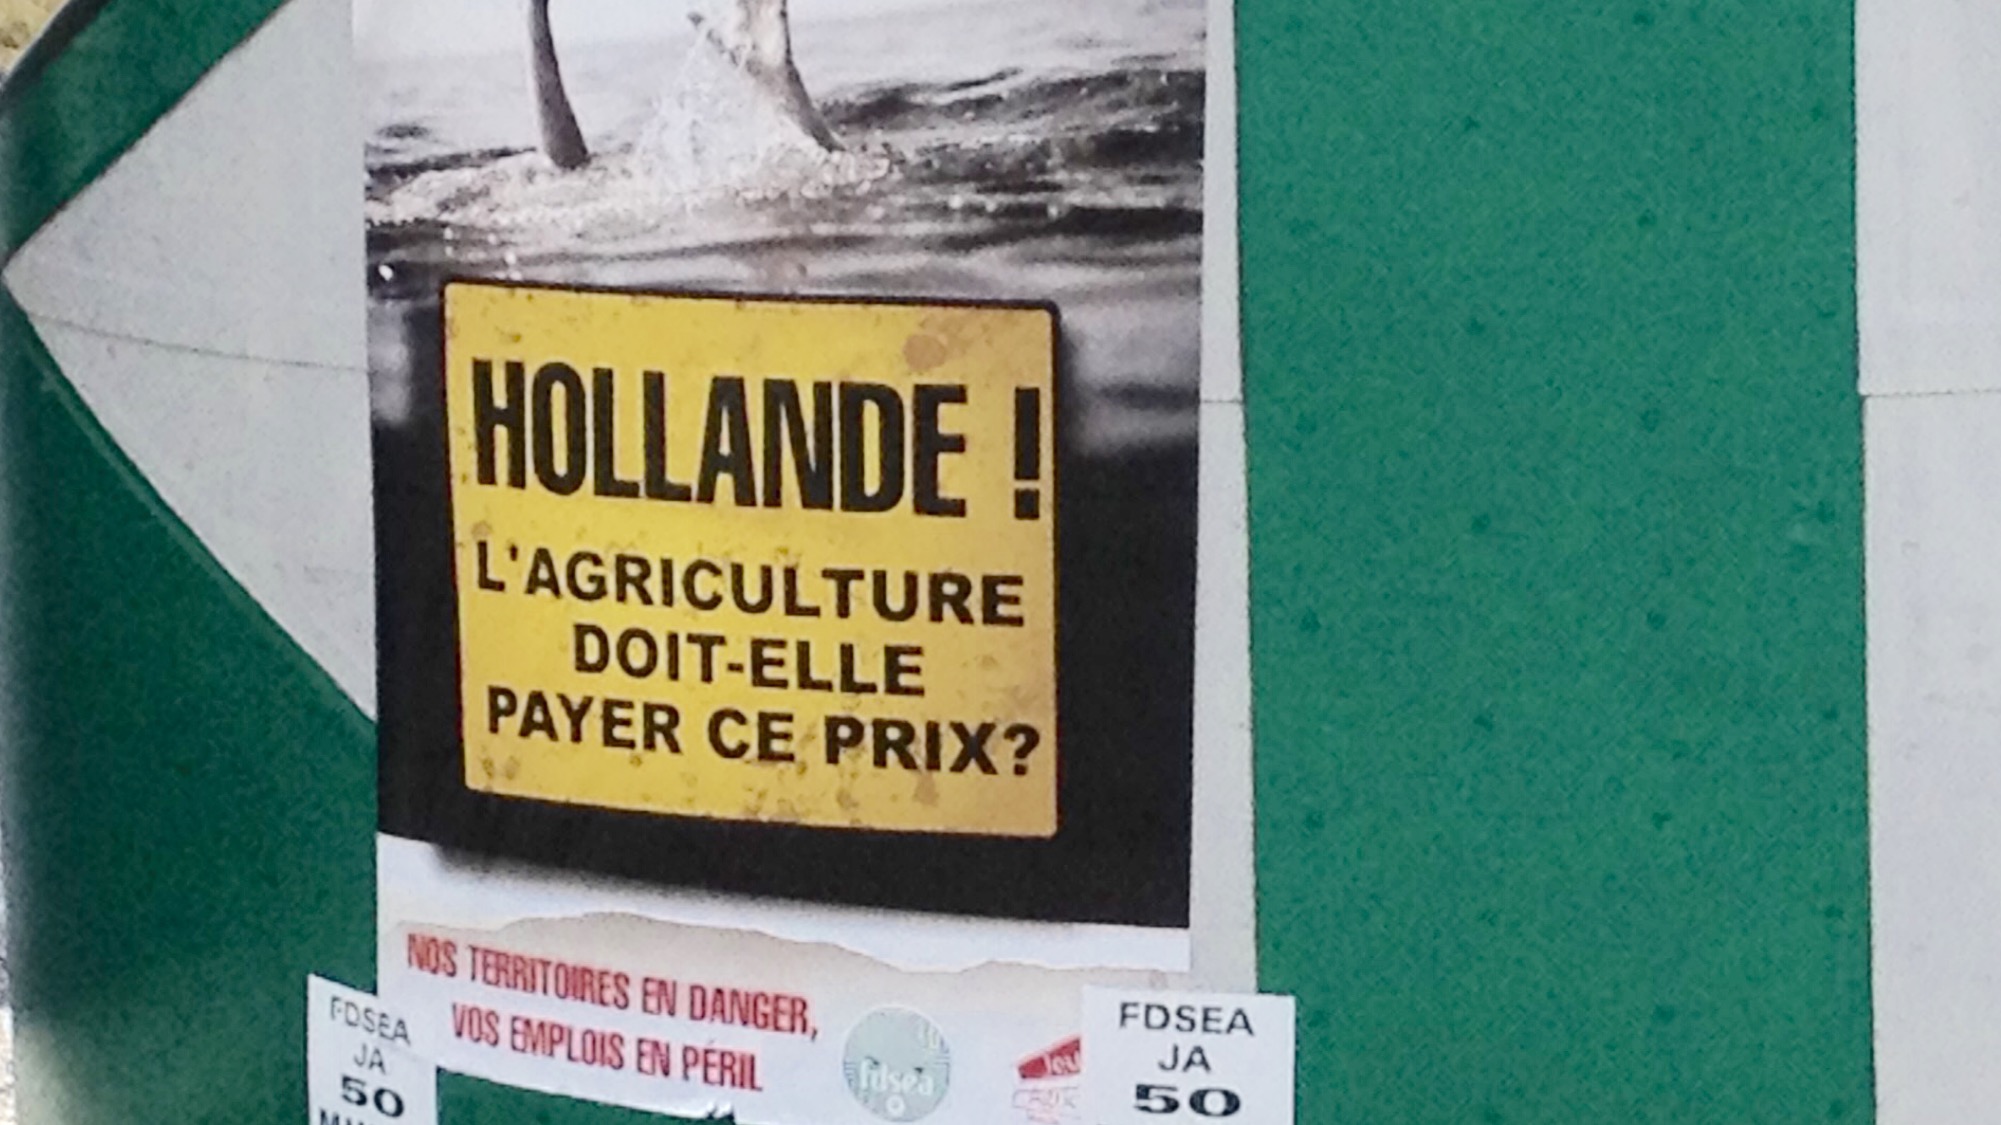 HOLLANDE !
L'AGRICULTURE
DOIT-ELLE
PAYER CE PRIX?
NOS TERRITOIRES EN DANGER,
VOS EMPLOIS EN PÉRIL
fdsea
FDSEA
JA
50
FDSEA
JA
50